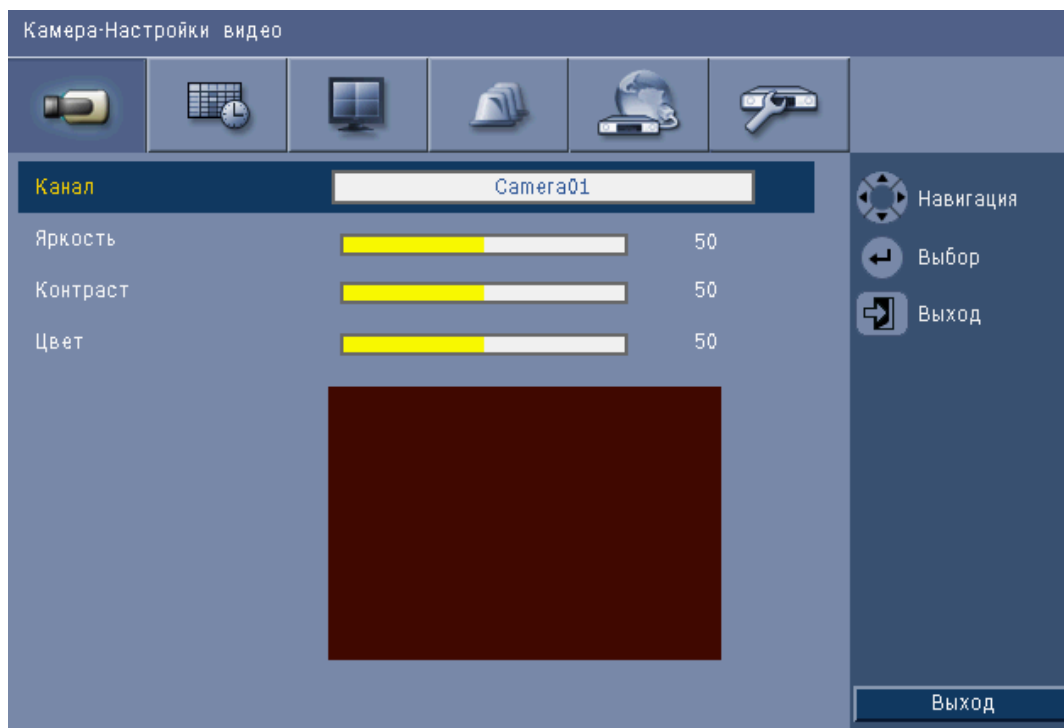 Камера-Настройки видео
Канал
Camera01
Яркость
50
Контраст
50
Цвет
50
Навигация
Выбор
Выход
Выход